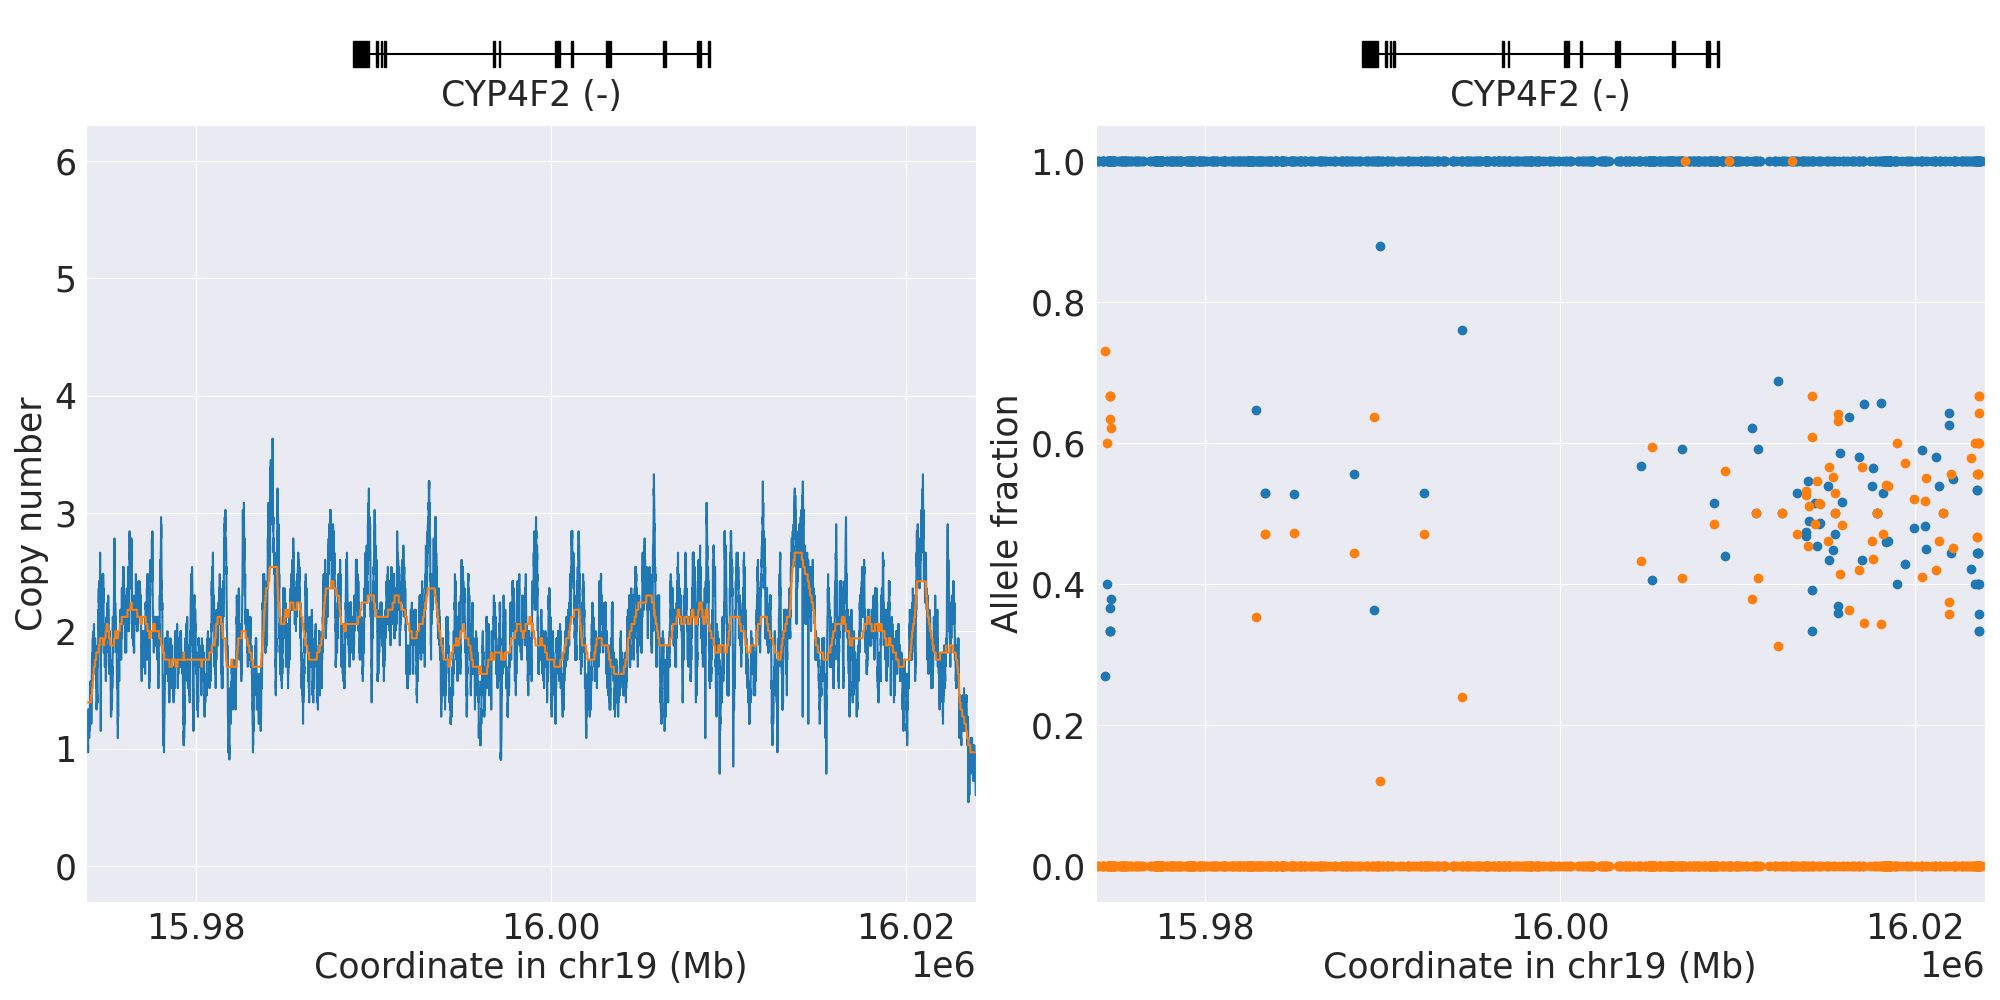 CYP4F2 (-)
6
5
4
3
2
1
0
Copy number
15.98
16.00
16.02
Coordinate in chr19 (Mb)
1e6
CYP4F2 (-)
1.0
0.8
0.6
0.4
0.2
0.0
Allele fraction
15.98
16.00
16.02
Coordinate in chr19 (Mb)
1e6